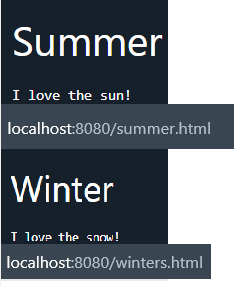 Summer
I love the sun!
localhost:8080/summer.html
Winter
I love the snow!
localhost:8080/winters.html